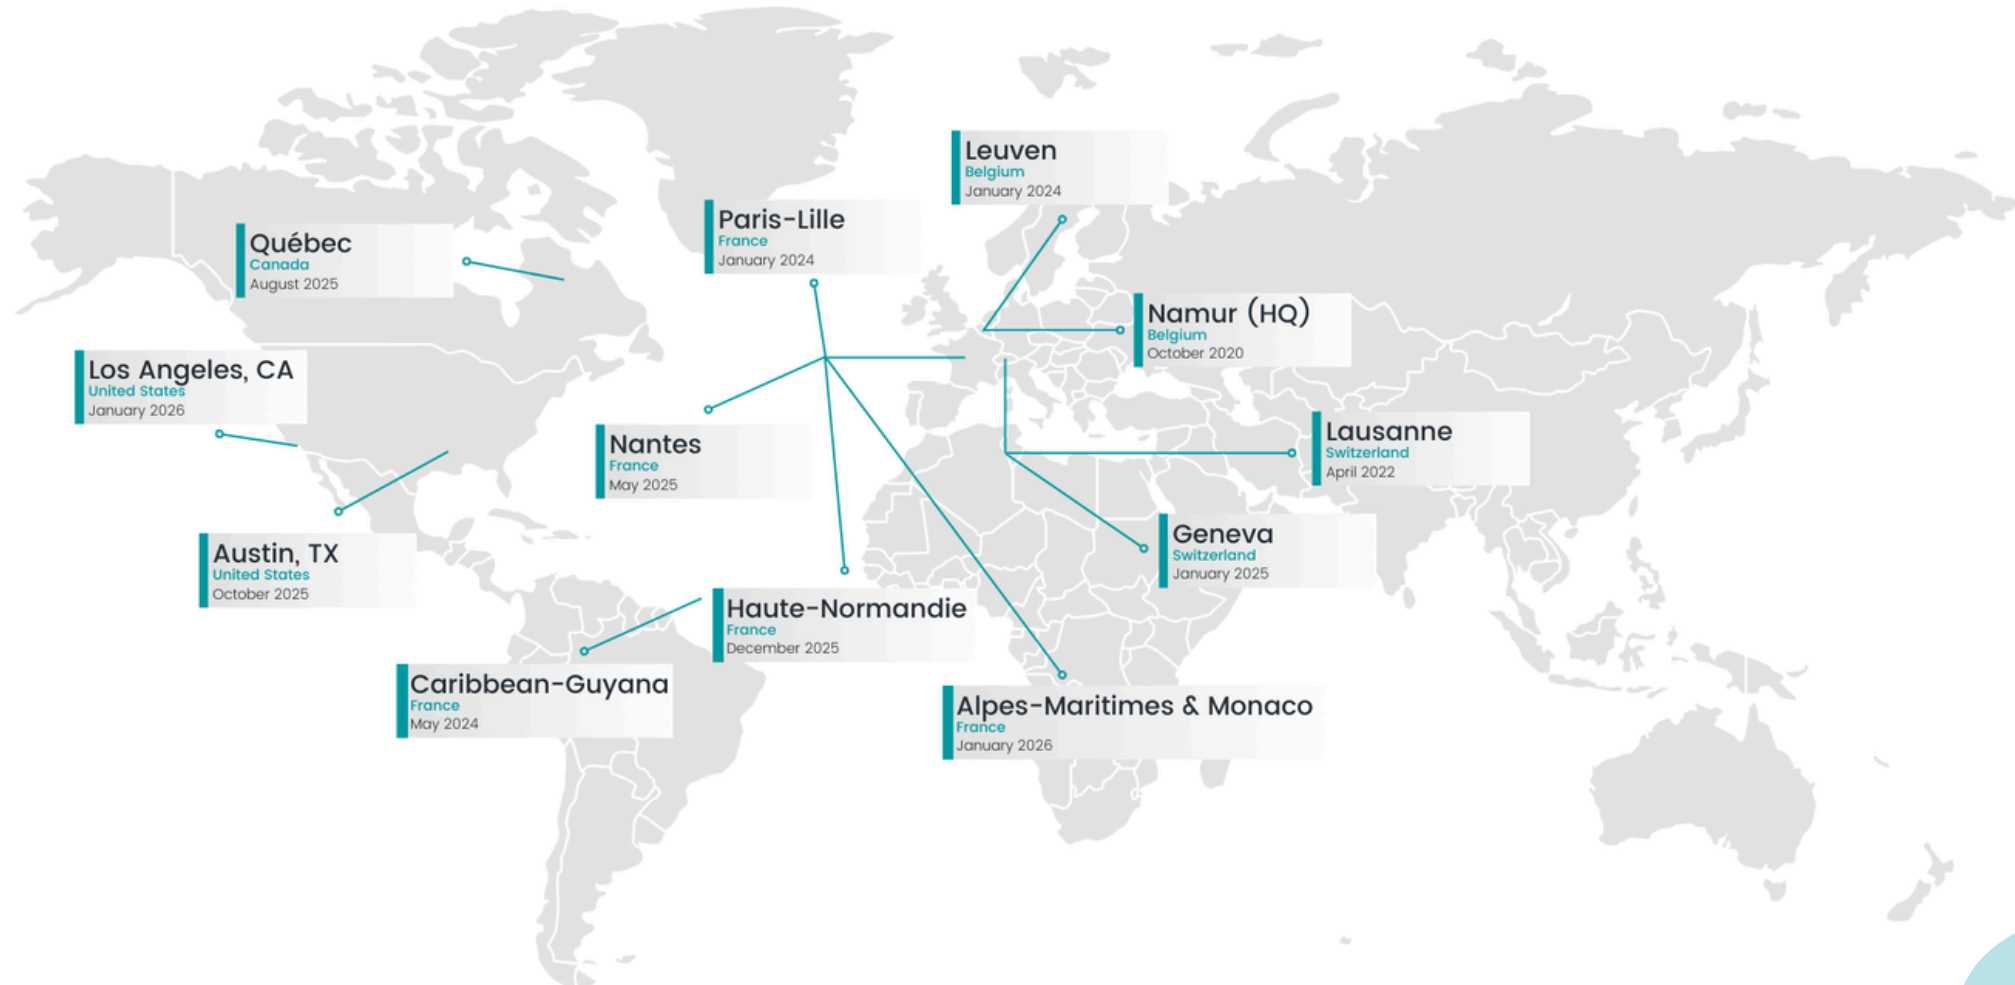 Leuven
Belgium
January 2024
Paris-Lille
France
January 2024
Québec
Canada
August 2025
Namur (HQ)
Belgium
October 2020
Los Angeles, CA
United States
January 2026
Lausanne
Switzerland
April 2022
Nantes
France
May 2025
Geneva
Switzerland
January 2025
Austin, TX
United States
October 2025
Haute-Normandie
France
December 2025
Caribbean-Guyana
France
May 2024
Alpes-Maritimes & Monaco
France
January 2026